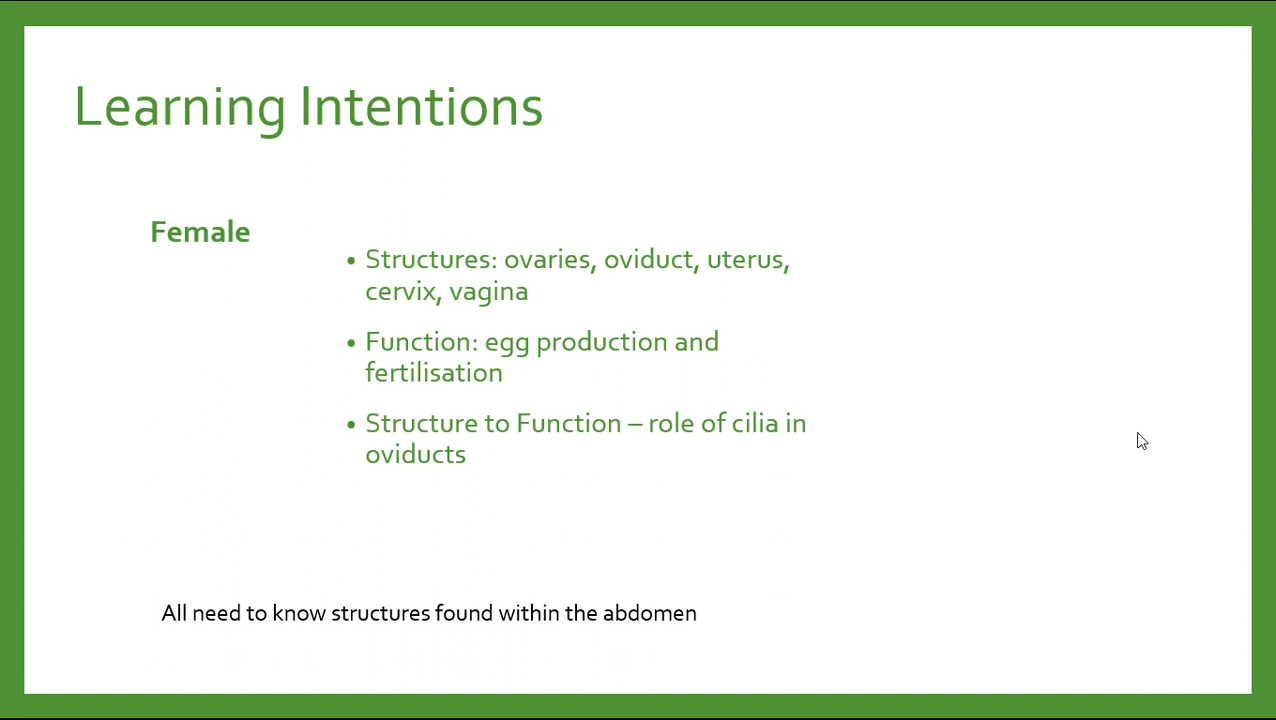 Learning Intentions
Female
• Structures: ovaries, oviduct, uterus,
cervix, vagina
• Function: egg production and
fertilisation
• Structure to Function – role of cilia in
oviducts
All need to know structures found within the abdomen